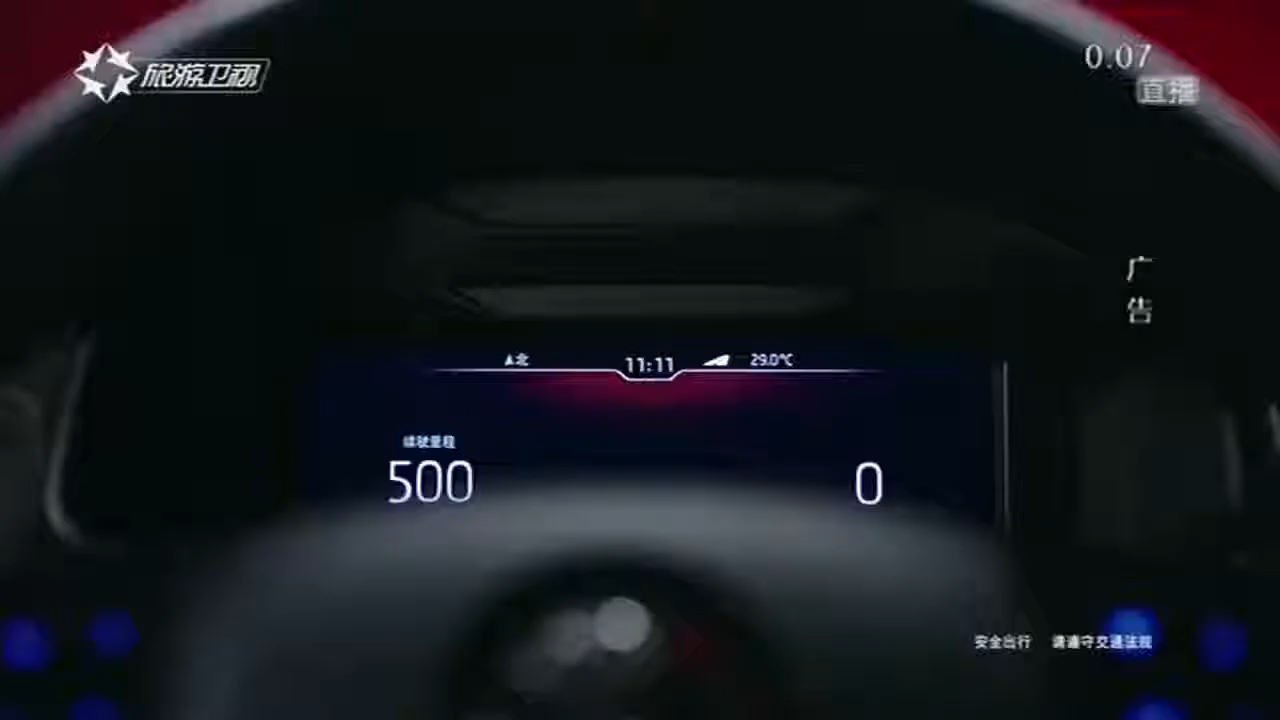 旅游卫视
0.07
直播
广
告
北
11:11
29.0℃
续驶里程
500
0
安全出行 请遵守交通法规